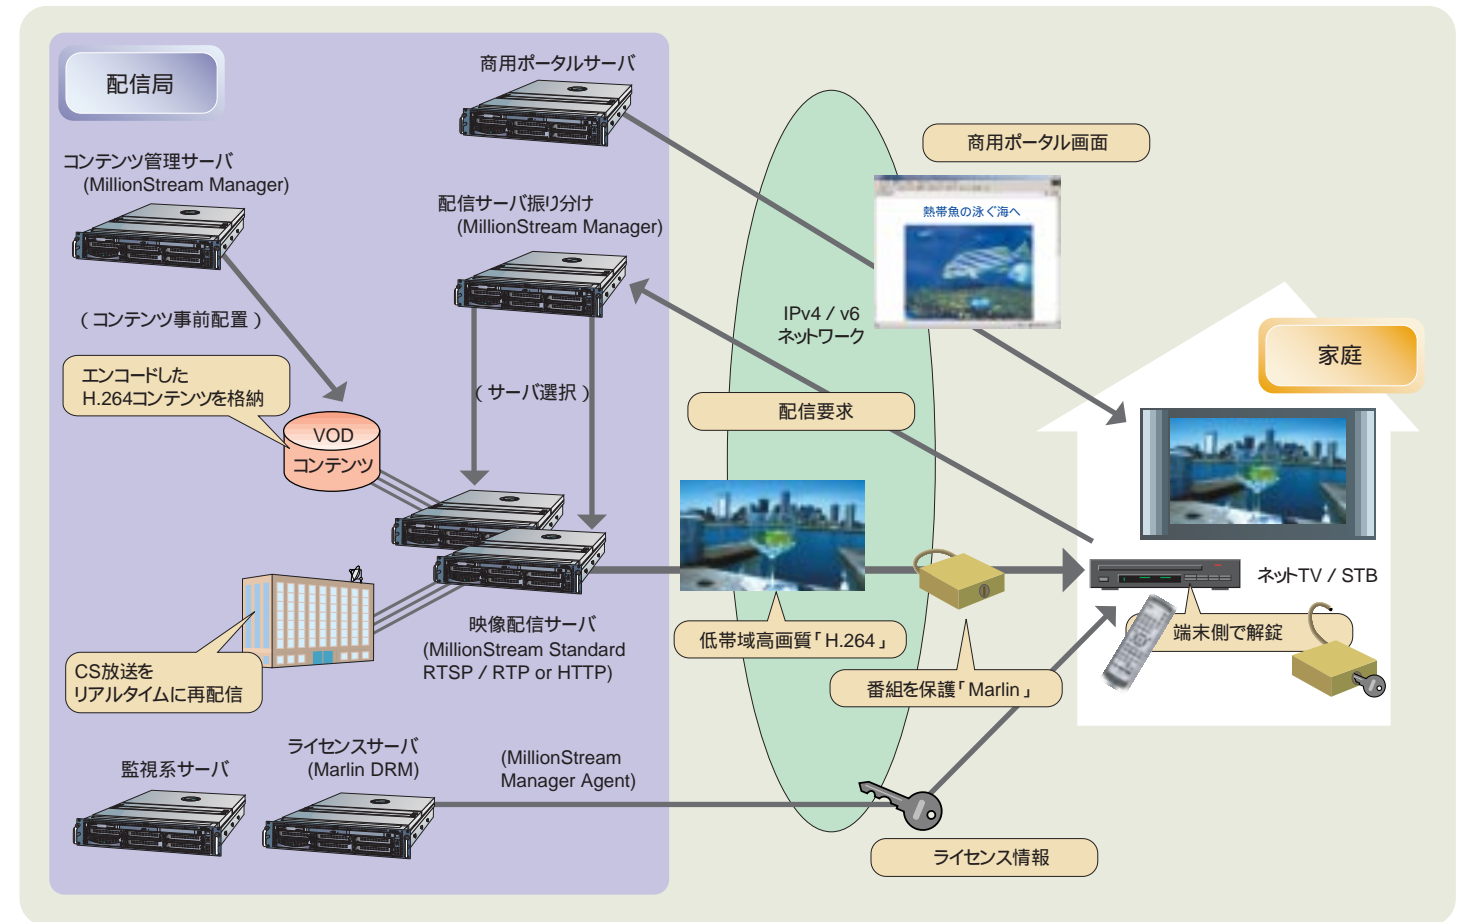 配信局
商用ポータルサーバ
コンテンツ管理サーバ
(MillionStream Manager)
配信サーバ振り分け
(MillionStream Manager)
商用ポータル画面
熱帯魚の泳ぐ海へ
IPv4 / v6
ネットワーク
(コンテンツ事前配置)
家庭
エンコードした
H.264コンテンツを格納
(サーバ選択)
配信要求
VOD
コンテンツ
ネットTV / STB
映像配信サーバ
(MillionStream Standard
RTSP / RTP or HTTP)
低帯域高画質「H.264」
端末側で解錠
CS放送を
リアルタイムに再配信
番組を保護「Marlin」
監視系サーバ
ライセンスサーバ
(Marlin DRM)
(MillionStream
Manager Agent)
ライセンス情報